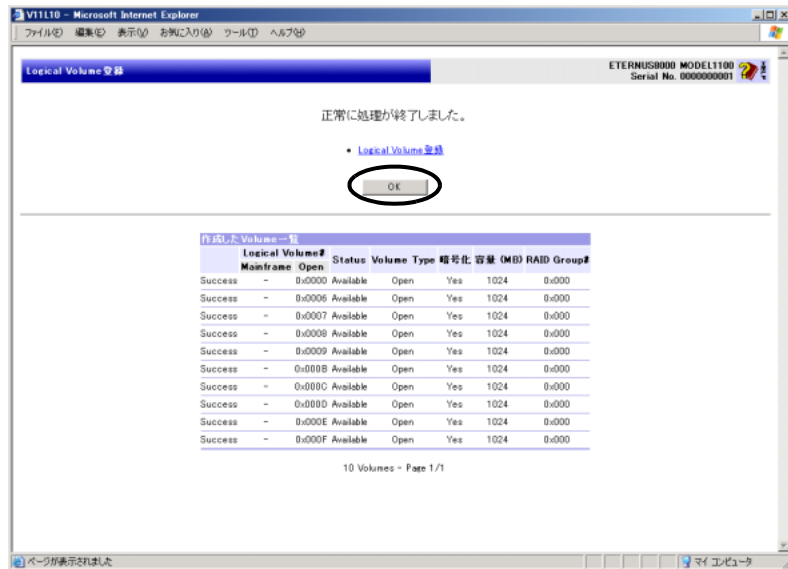 V11L10 - Microsoft Internet Explorer
ファイル(F) 編集(E) 表示(V) お気に入り(A) ツール(T) ヘルプ(H)
Logical Volume登録
ETERNUS8000 MODEL1100
Serial No. 0000000001
正常に処理が終了しました。
• Logical Volume登録
OK
作成したVolume一覧
Logical Volume# Status Volume Type 暗号化 容量 (MB) RAID Group#
Mainframe Open
Success - 0x0000 Available Open Yes 1024 0x000
Success - 0x0006 Available Open Yes 1024 0x000
Success - 0x0007 Available Open Yes 1024 0x000
Success - 0x0008 Available Open Yes 1024 0x000
Success - 0x0009 Available Open Yes 1024 0x000
Success - 0x000B Available Open Yes 1024 0x000
Success - 0x000C Available Open Yes 1024 0x000
Success - 0x000D Available Open Yes 1024 0x000
Success - 0x000E Available Open Yes 1024 0x000
Success - 0x000F Available Open Yes 1024 0x000
10 Volumes - Page 1/1
ページが表示されました
マイ コンピュータ